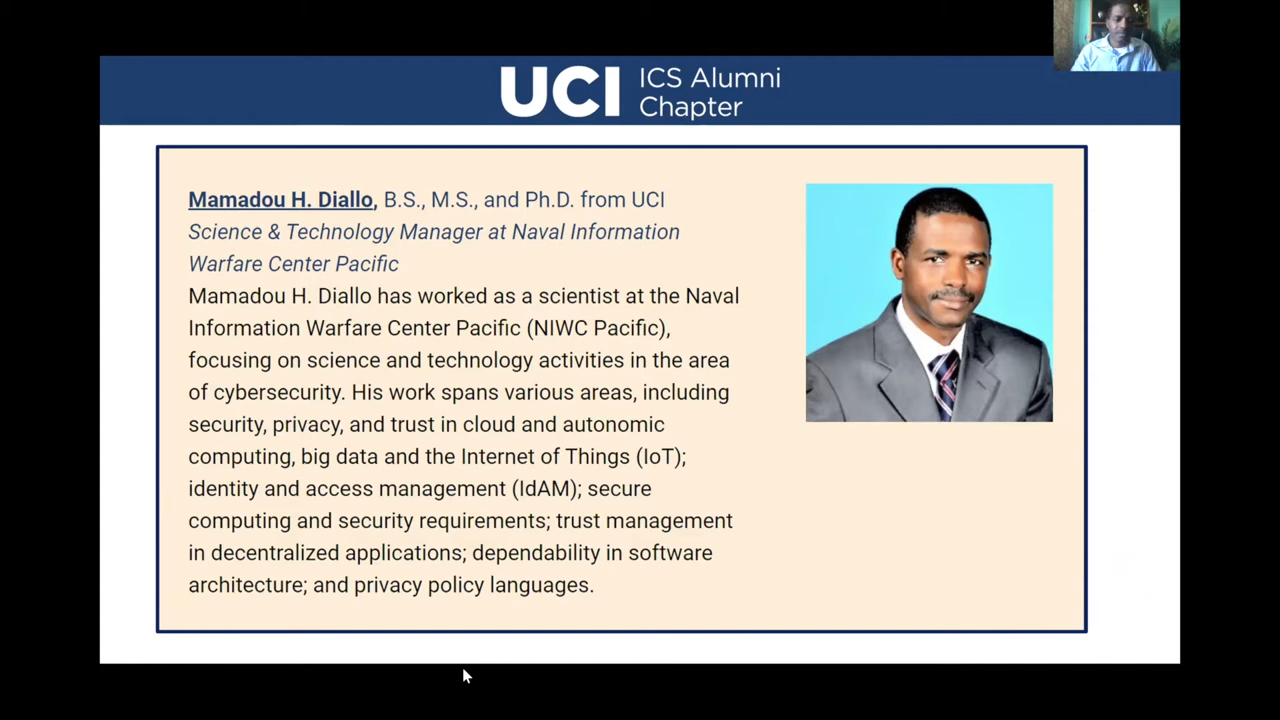 UCI ICS Alumni
Chapter
Mamadou H. Diallo, B.S., M.S., and Ph.D. from UCI
Science & Technology Manager at Naval Information
Warfare Center Pacific
Mamadou H. Diallo has worked as a scientist at the Naval
Information Warfare Center Pacific (NIWC Pacific),
focusing on science and technology activities in the area
of cybersecurity. His work spans various areas, including
security, privacy, and trust in cloud and autonomic
computing, big data and the Internet of Things (IoT);
identity and access management (IdAM); secure
computing and security requirements; trust management
in decentralized applications; dependability in software
architecture; and privacy policy languages.